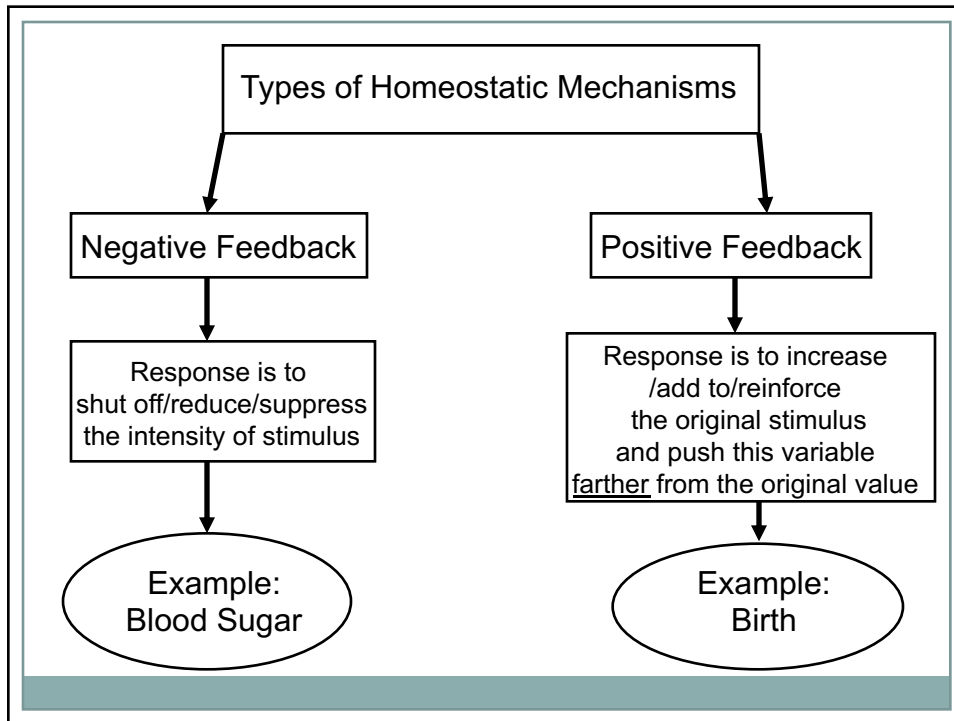 Types of Homeostatic Mechanisms
Negative Feedback
Positive Feedback
Response is to
shut off/reduce/suppress
the intensity of stimulus
Response is to increase
/add to/reinforce
the original stimulus
and push this variable
farther from the original value
Example:
Blood Sugar
Example:
Birth